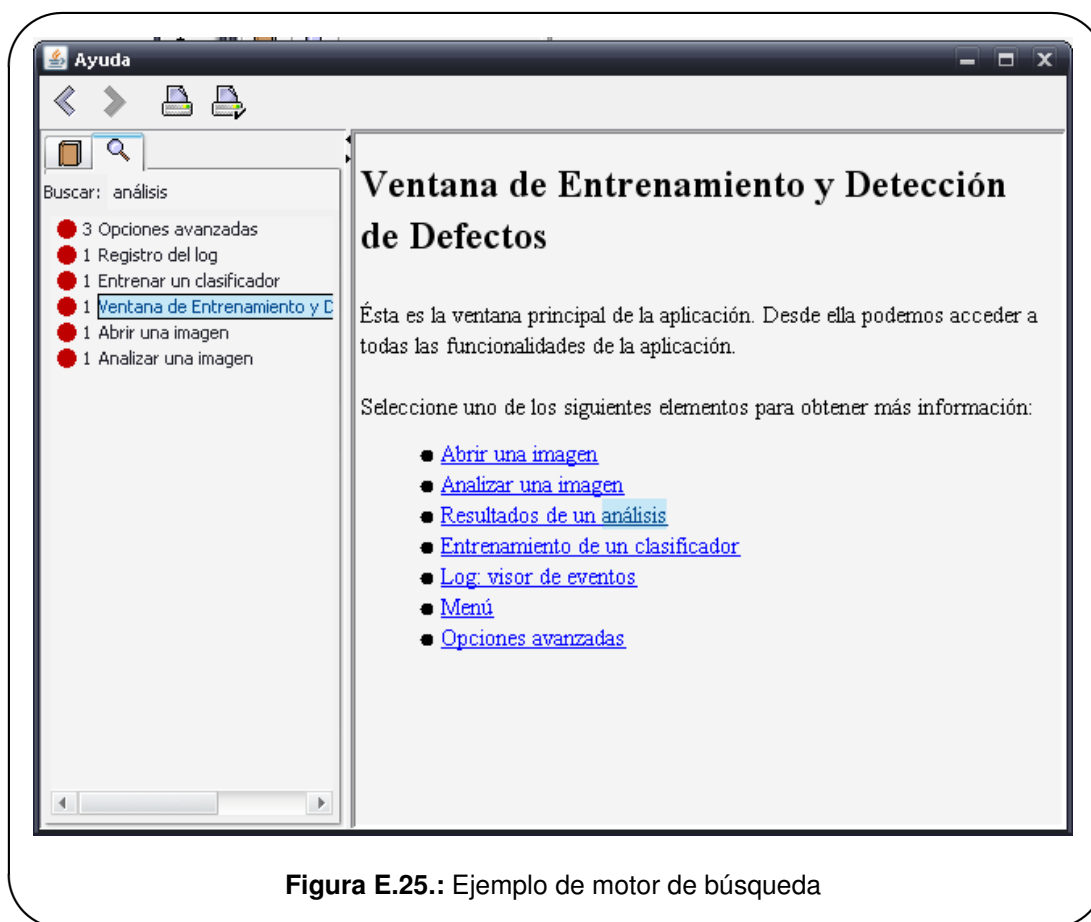 Ayuda
Buscar: análisis
3 Opciones avanzadas
1 Registro del log
1 Entrenar un clasificador
1 Ventana de Entrenamiento y D
1 Abrir una imagen
1 Analizar una imagen
Ventana de Entrenamiento y Detección
de Defectos
Ésta es la ventana principal de la aplicación. Desde ella podemos acceder a
todas las funcionalidades de la aplicación.
Seleccione uno de los siguientes elementos para obtener más información:
Abrir una imagen
Analizar una imagen
Resultados de un análisis
Entrenamiento de un clasificador
Log: visor de eventos
Menú
Opciones avanzadas
Figura E.25.: Ejemplo de motor de búsqueda